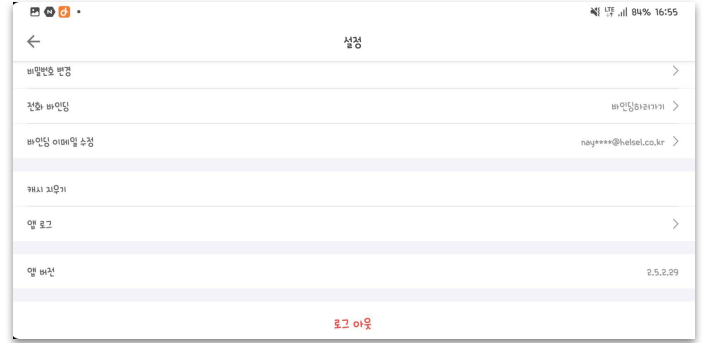 LTE 84% 16:55
설정
비밀번호 변경
전화 바인딩 바인딩하러가기
바인딩 이메일 수정 nay****@helsel.co.kr
캐시 지우기
앱 로그
앱 버전 2.5.2.29
로그 아웃